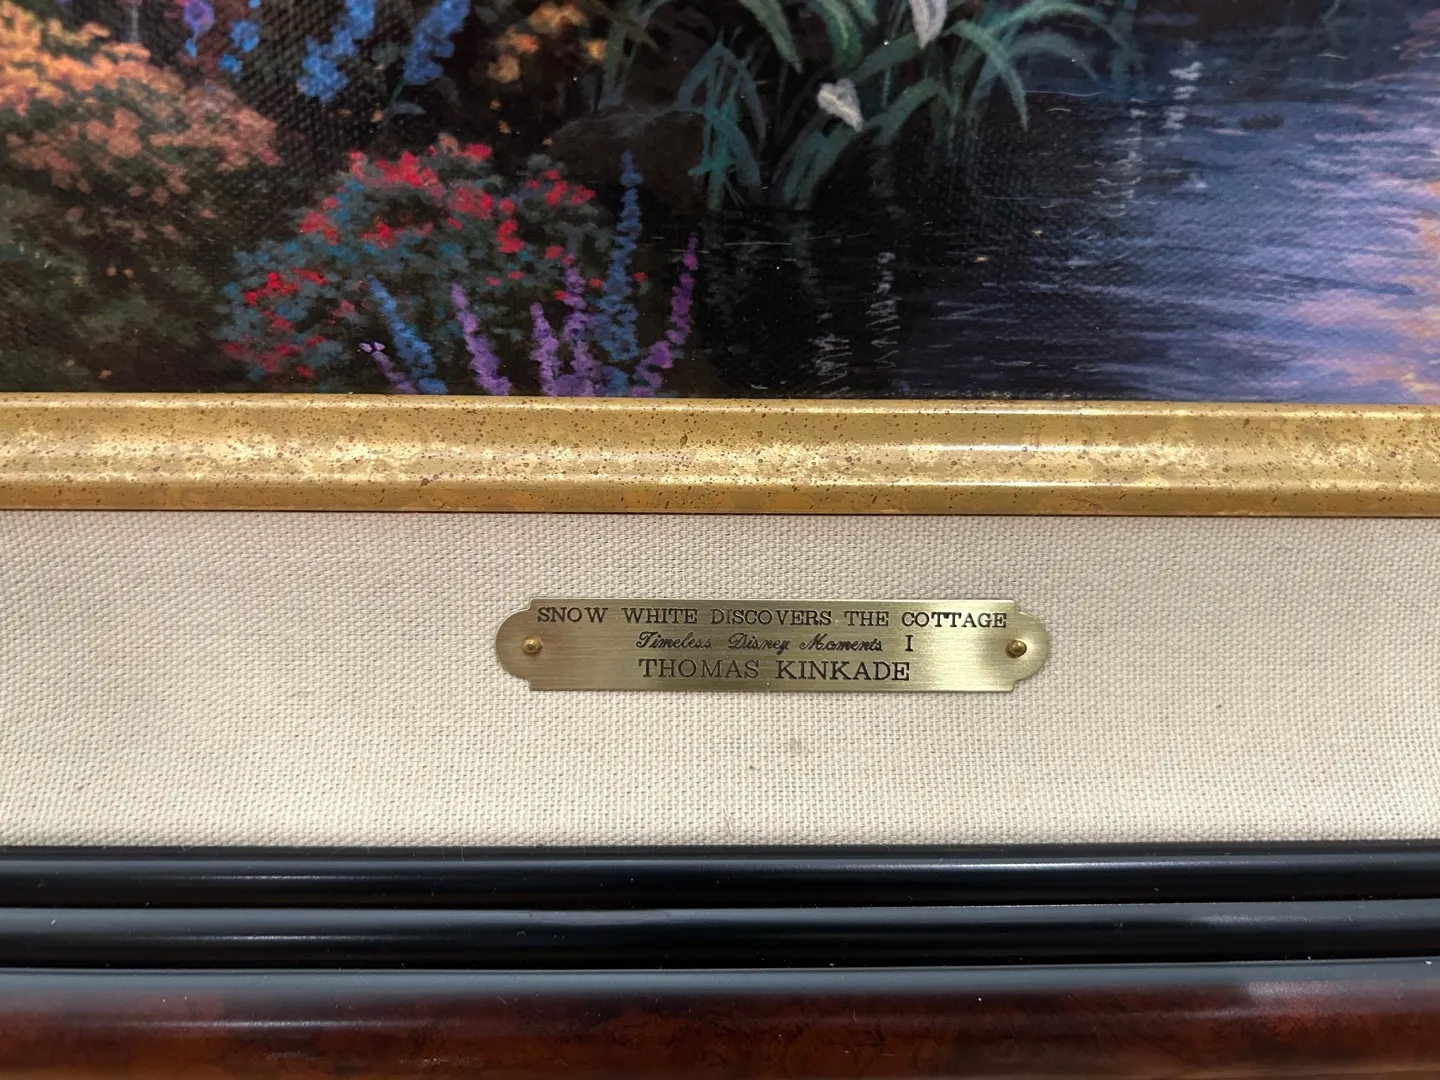 SNOW WHITE DISCOVERS THE COTTAGE
Timeless Disney Moments I
THOMAS KINKADE